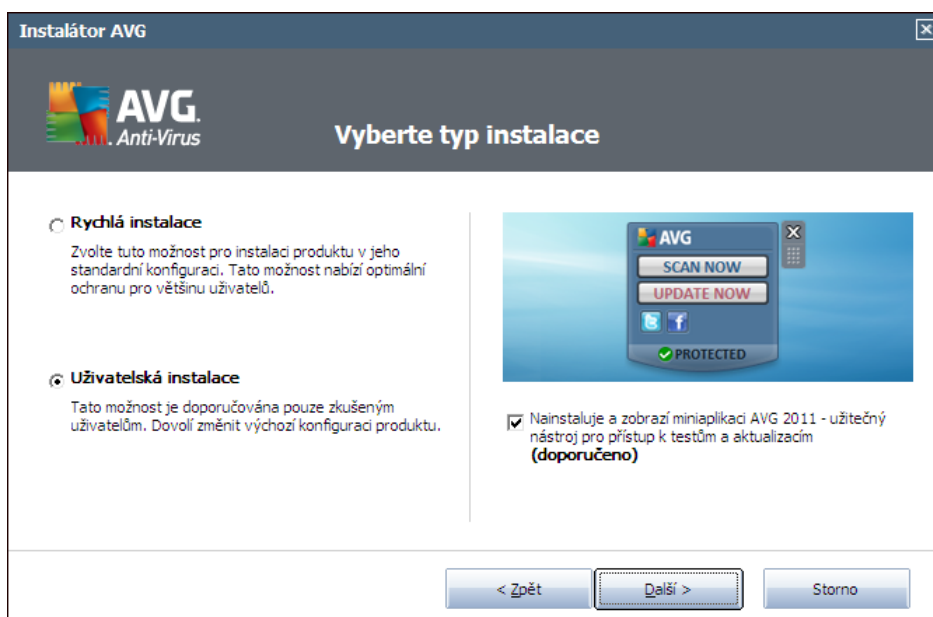 Instalátor AVG
AVG.
Anti-Virus
Vyberte typ instalace
Rychlá instalace
Zvolte tuto možnost pro instalaci produktu v jeho
standardní konfiguraci. Tato možnost nabízí optimální
ochranu pro většinu uživatelů.
Uživatelská instalace
Tato možnost je doporučována pouze zkušeným
uživatelům. Dovolí změnit výchozí konfiguraci produktu.
AVG
SCAN NOW
UPDATE NOW
PROTECTED
Nainstaluje a zobrazí miniaplikaci AVG 2011 - užitečný
nástroj pro přístup k testům a aktualizacím
(doporučeno)
< Zpět
Další >
Storno